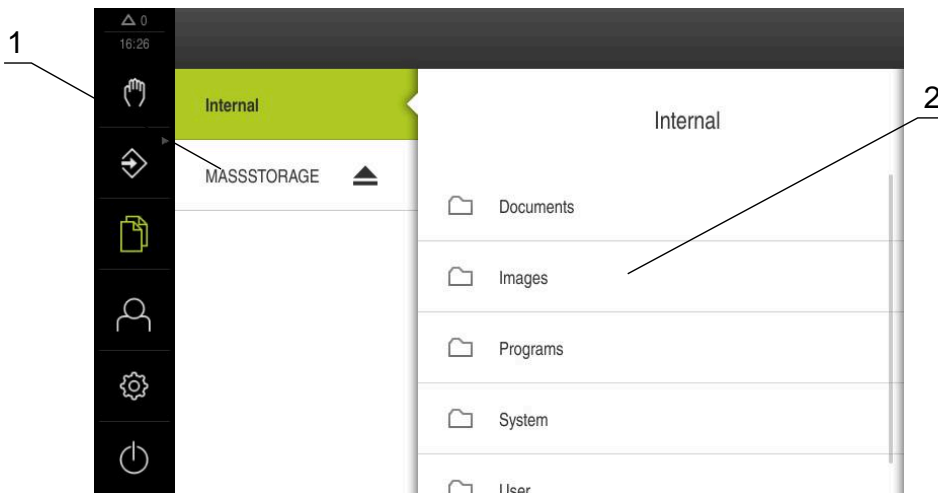 1
0
16:26
Internal
MASSSTORAGE
Internal
2
Documents
Images
Programs
System
User